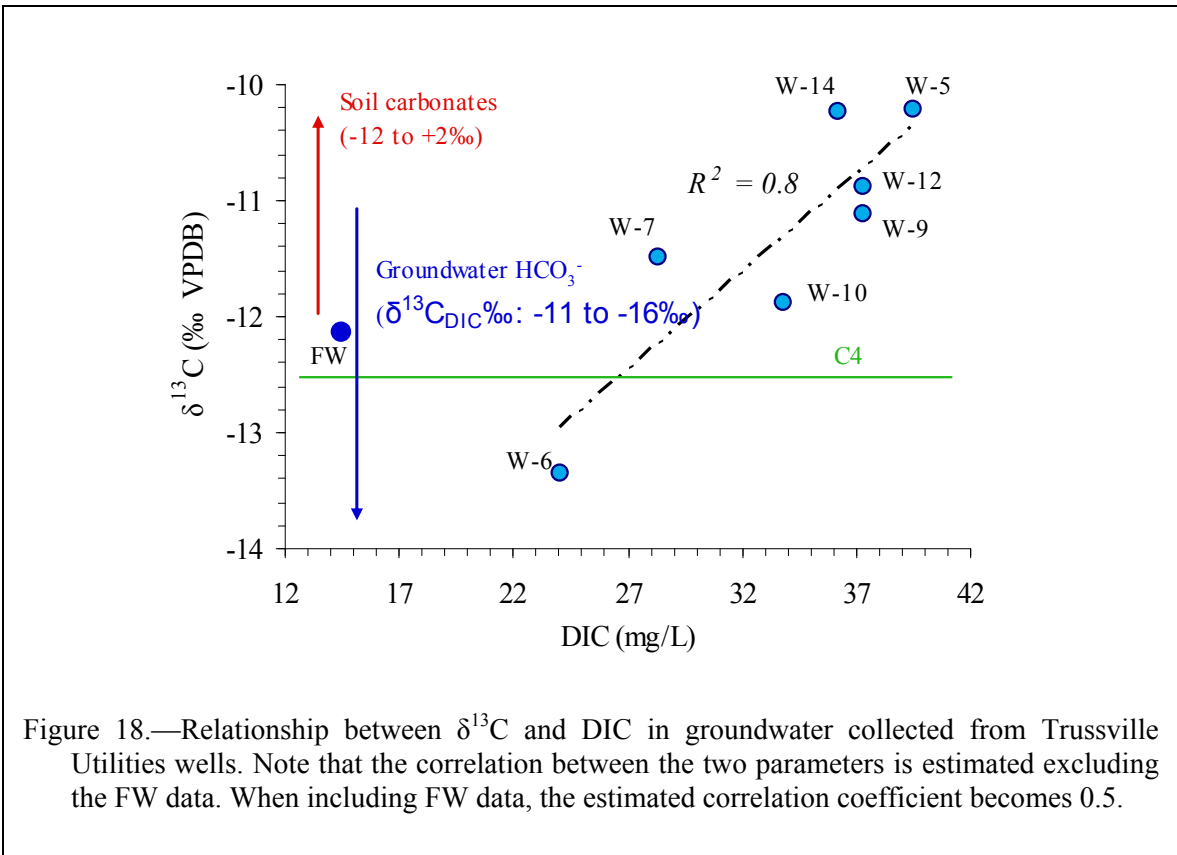 -10
-11
-12
-13
-14
δ¹³C (‰ VPDB)
Soil carbonates
(-12 to +2‰)
Groundwater HCO₃⁻
(δ¹³C_DIC‰: -11 to -16‰)
W-14
W-5
R² = 0.8
W-12
W-9
W-7
W-10
FW
C4
W-6
12 17 22 27 32 37 42
DIC (mg/L)
Figure 18.—Relationship between δ¹³C and DIC in groundwater collected from Trussville
Utilities wells. Note that the correlation between the two parameters is estimated excluding
the FW data. When including FW data, the estimated correlation coefficient becomes 0.5.